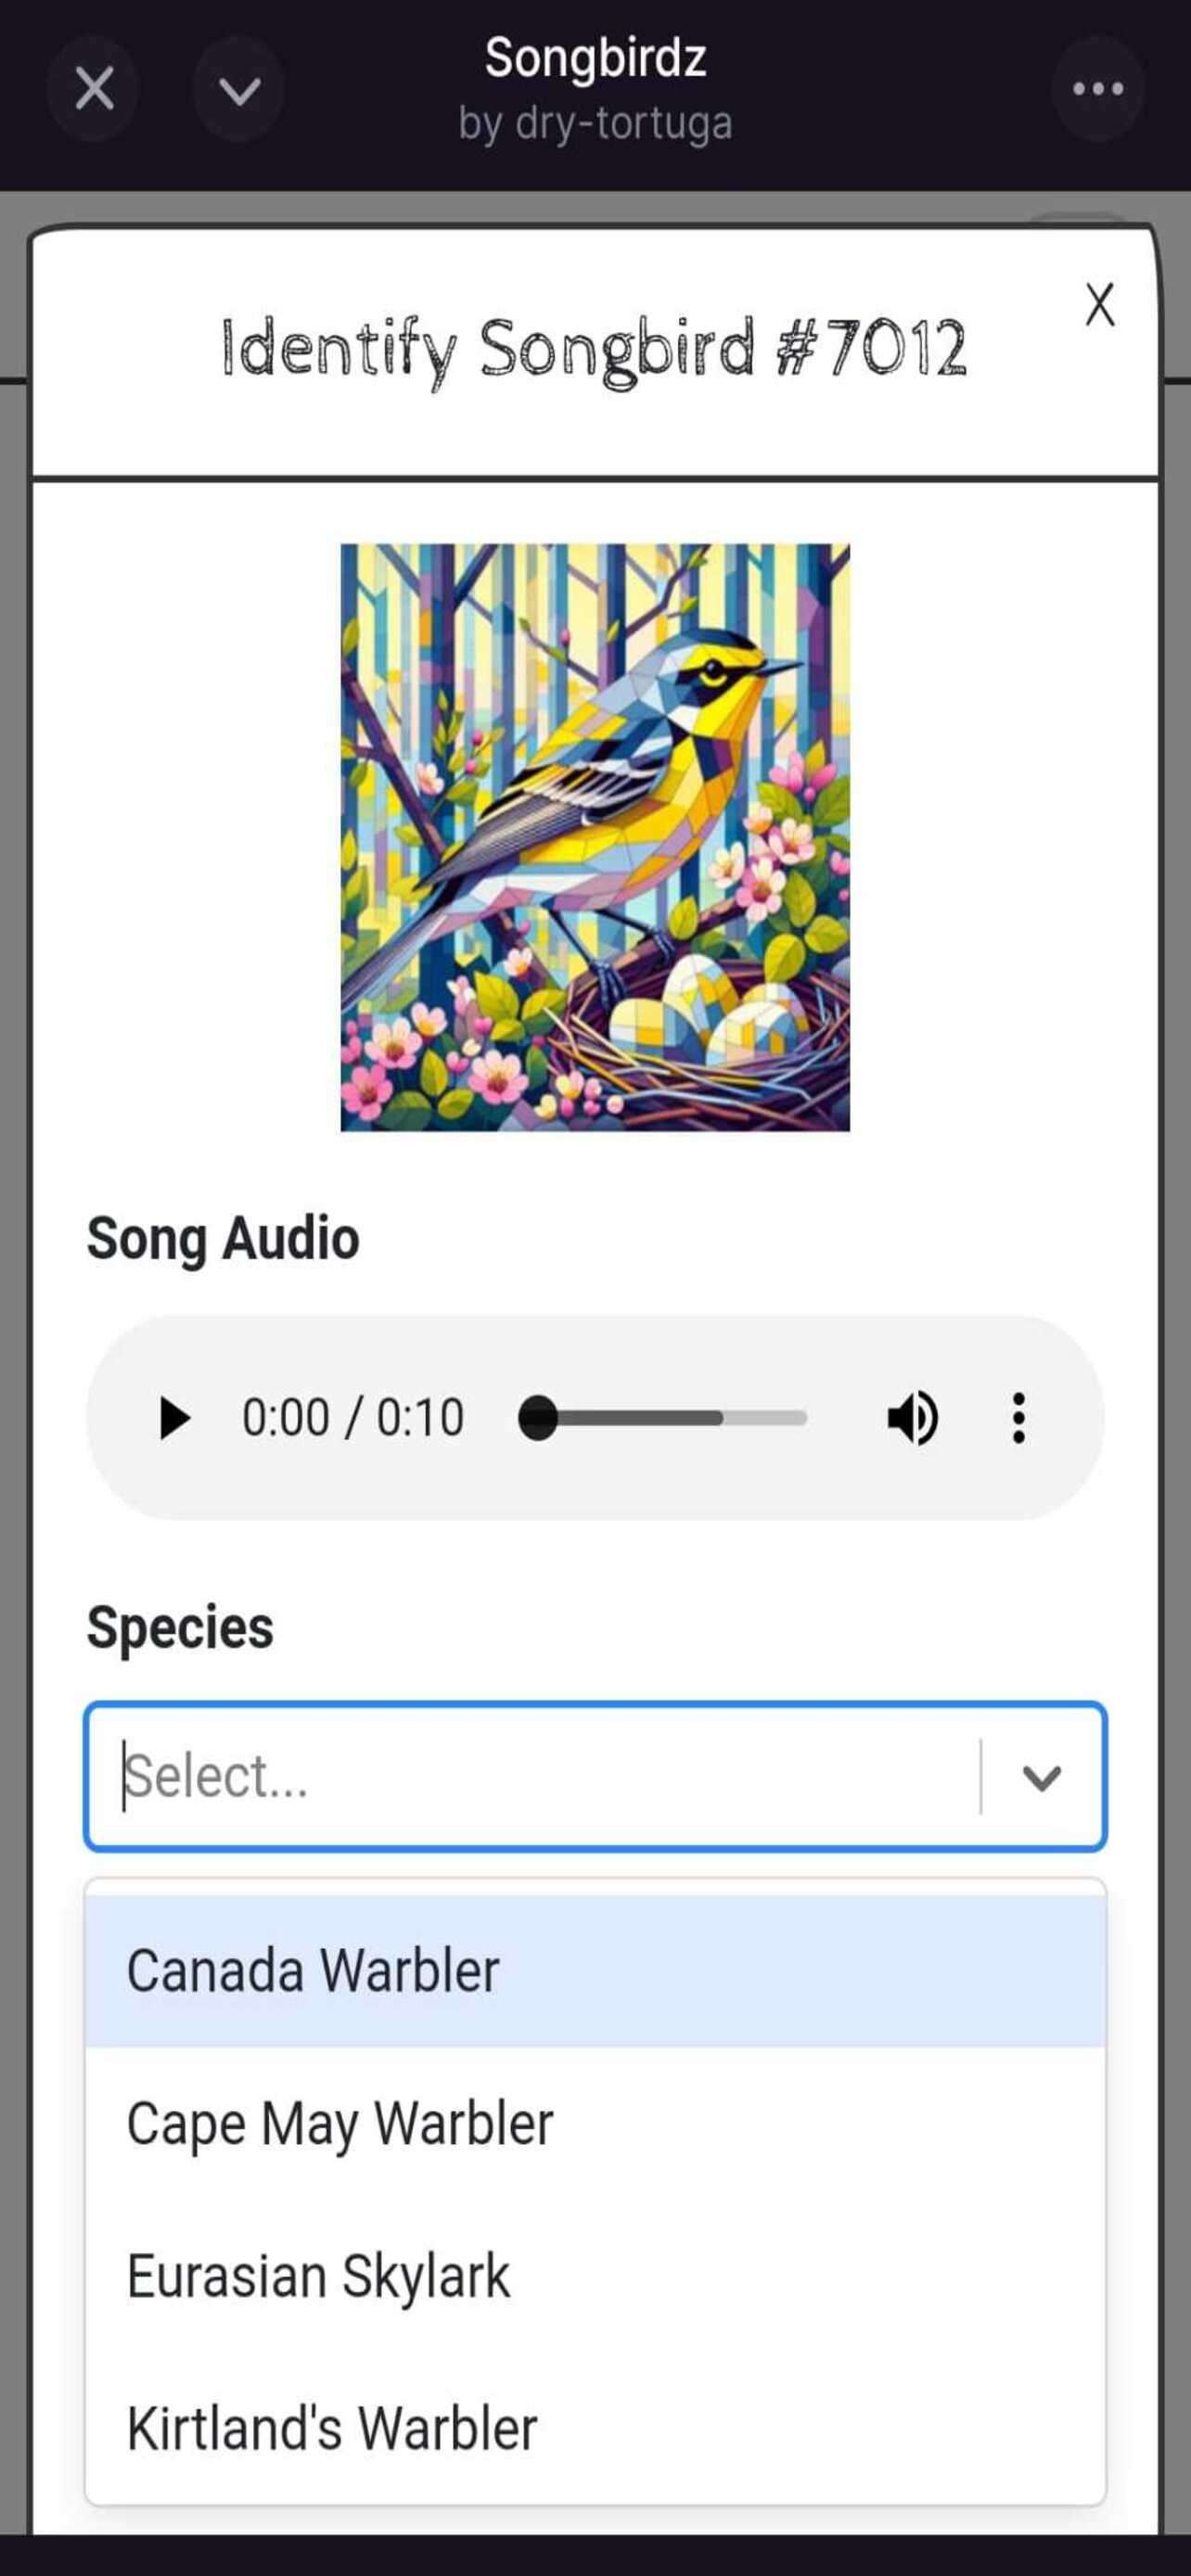 Songbirdz
by dry-tortuga
X
Identify Songbird #7012
Song Audio
0:00 / 0:10
Species
Select...
Canada Warbler
Cape May Warbler
Eurasian Skylark
Kirtland's Warbler